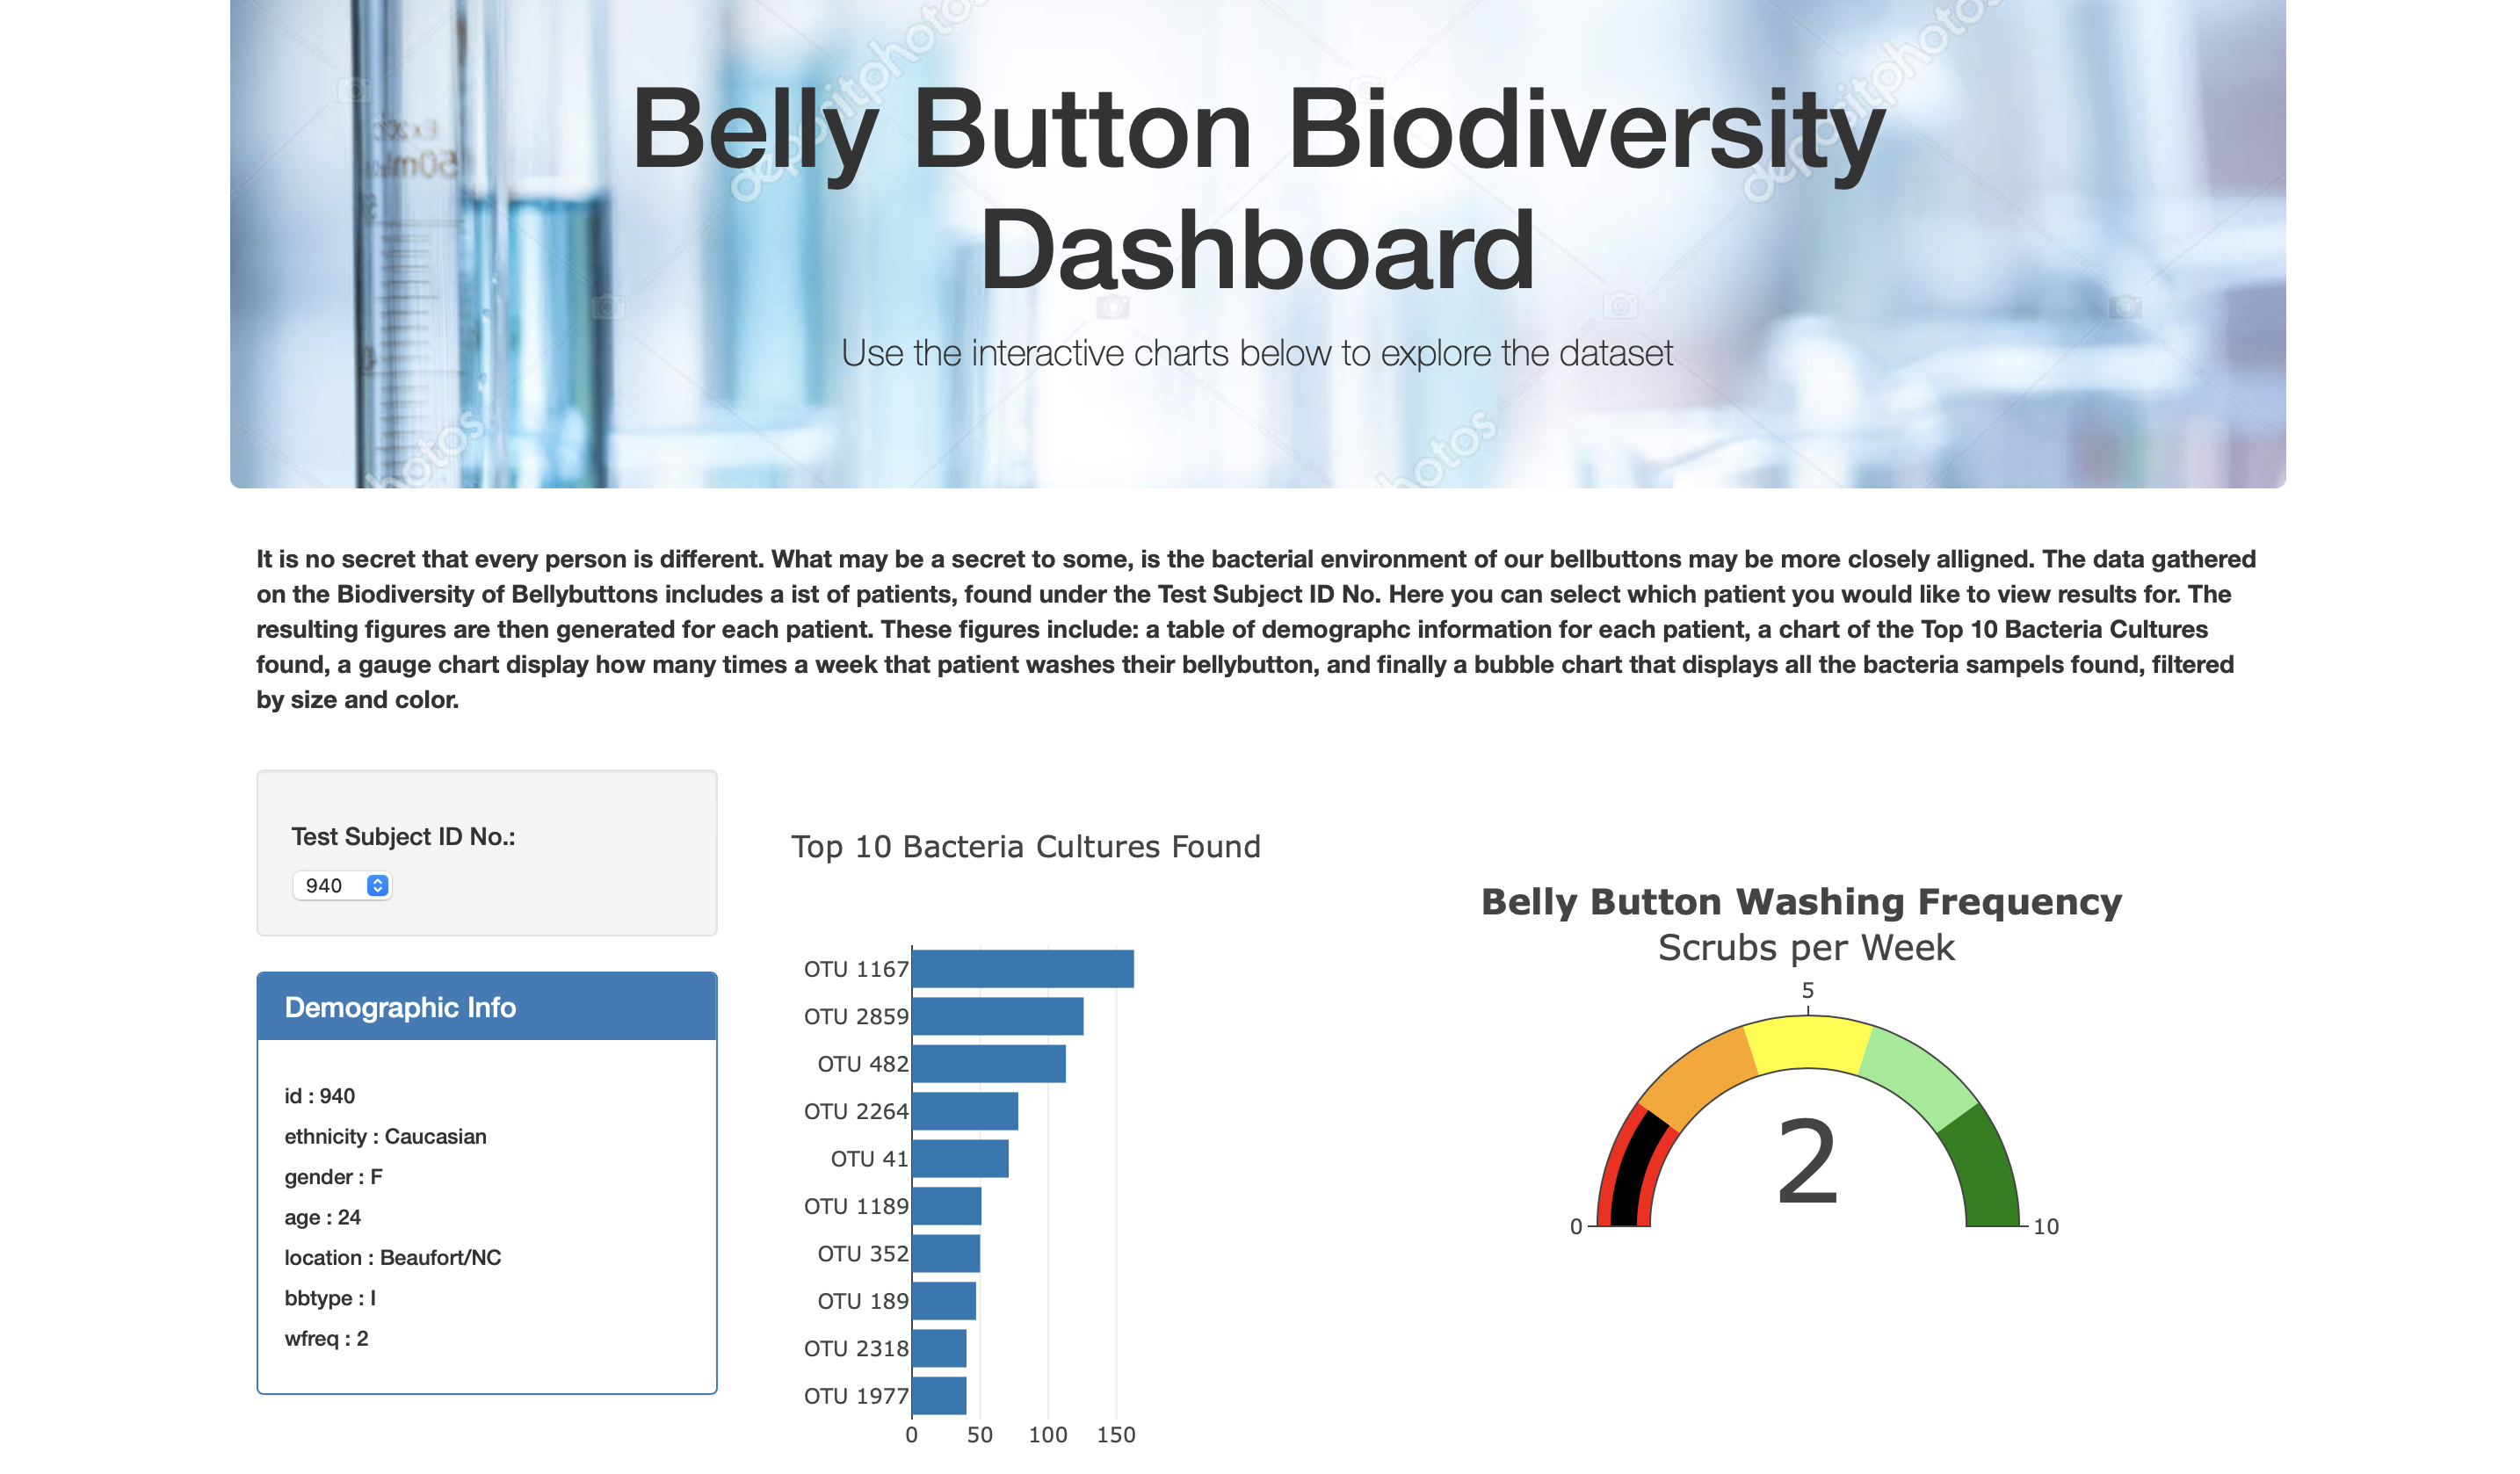 Belly Button Biodiversity
Dashboard
Use the interactive charts below to explore the dataset
depositphotos
depositphotos
50ml
photos
photos
It is no secret that every person is different. What may be a secret to some, is the bacterial environment of our bellbuttons may be more closely alligned. The data gathered
on the Biodiversity of Bellybuttons includes a ist of patients, found under the Test Subject ID No. Here you can select which patient you would like to view results for. The
resulting figures are then generated for each patient. These figures include: a table of demographc information for each patient, a chart of the Top 10 Bacteria Cultures
found, a gauge chart display how many times a week that patient washes their bellybutton, and finally a bubble chart that displays all the bacteria sampels found, filtered
by size and color.
Test Subject ID No.:
940
Demographic Info
id : 940
ethnicity : Caucasian
gender : F
age : 24
location : Beaufort/NC
bbtype : I
wfreq : 2
Top 10 Bacteria Cultures Found
OTU 1167
OTU 2859
OTU 482
OTU 2264
OTU 41
OTU 1189
OTU 352
OTU 189
OTU 2318
OTU 1977
0 50 100 150
Belly Button Washing Frequency
Scrubs per Week
5
2
0 10